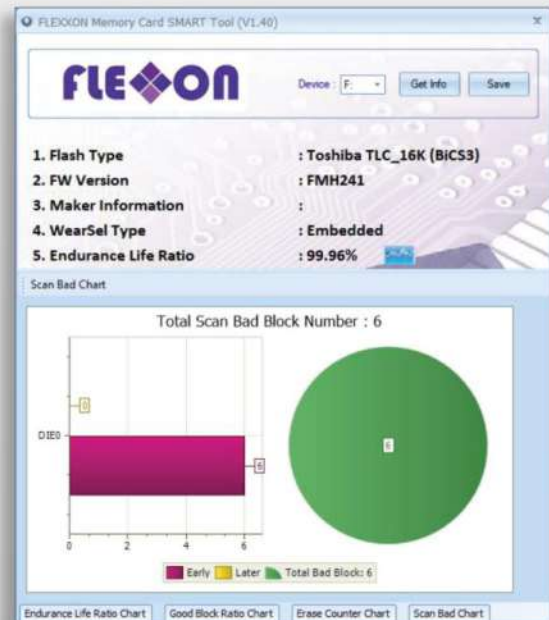 FLEXXON Memory Card SMART Tool (V1.40)
FLEXON
Device : F: Get Info Save
1. Flash Type : Toshiba TLC_16K (BiCS3)
2. FW Version : FMH241
3. Maker Information :
4. WearSel Type : Embedded
5. Endurance Life Ratio : 99.96%
Scan Bad Chart
Total Scan Bad Block Number : 6
0
DIE0
6
6
0 2 4 6
Early Later Total Bad Block: 6
Endurance Life Ratio Chart Good Block Ratio Chart Erase Counter Chart Scan Bad Chart